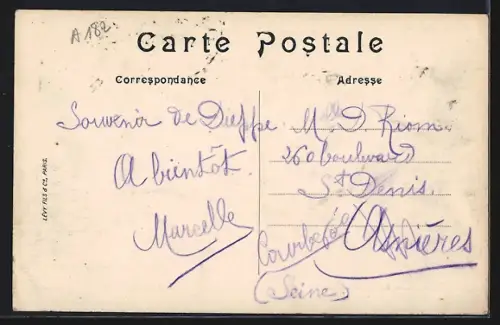 A 182
Carte Postale
Correspondance
Adresse
Souvenir de Dieppe
A bientôt
Marcelle
M. D. Riom
260 boulevard
St Denis.
Asnières
Courbevoie
(Seine)
LÉVY FILS & Cie, PARIS